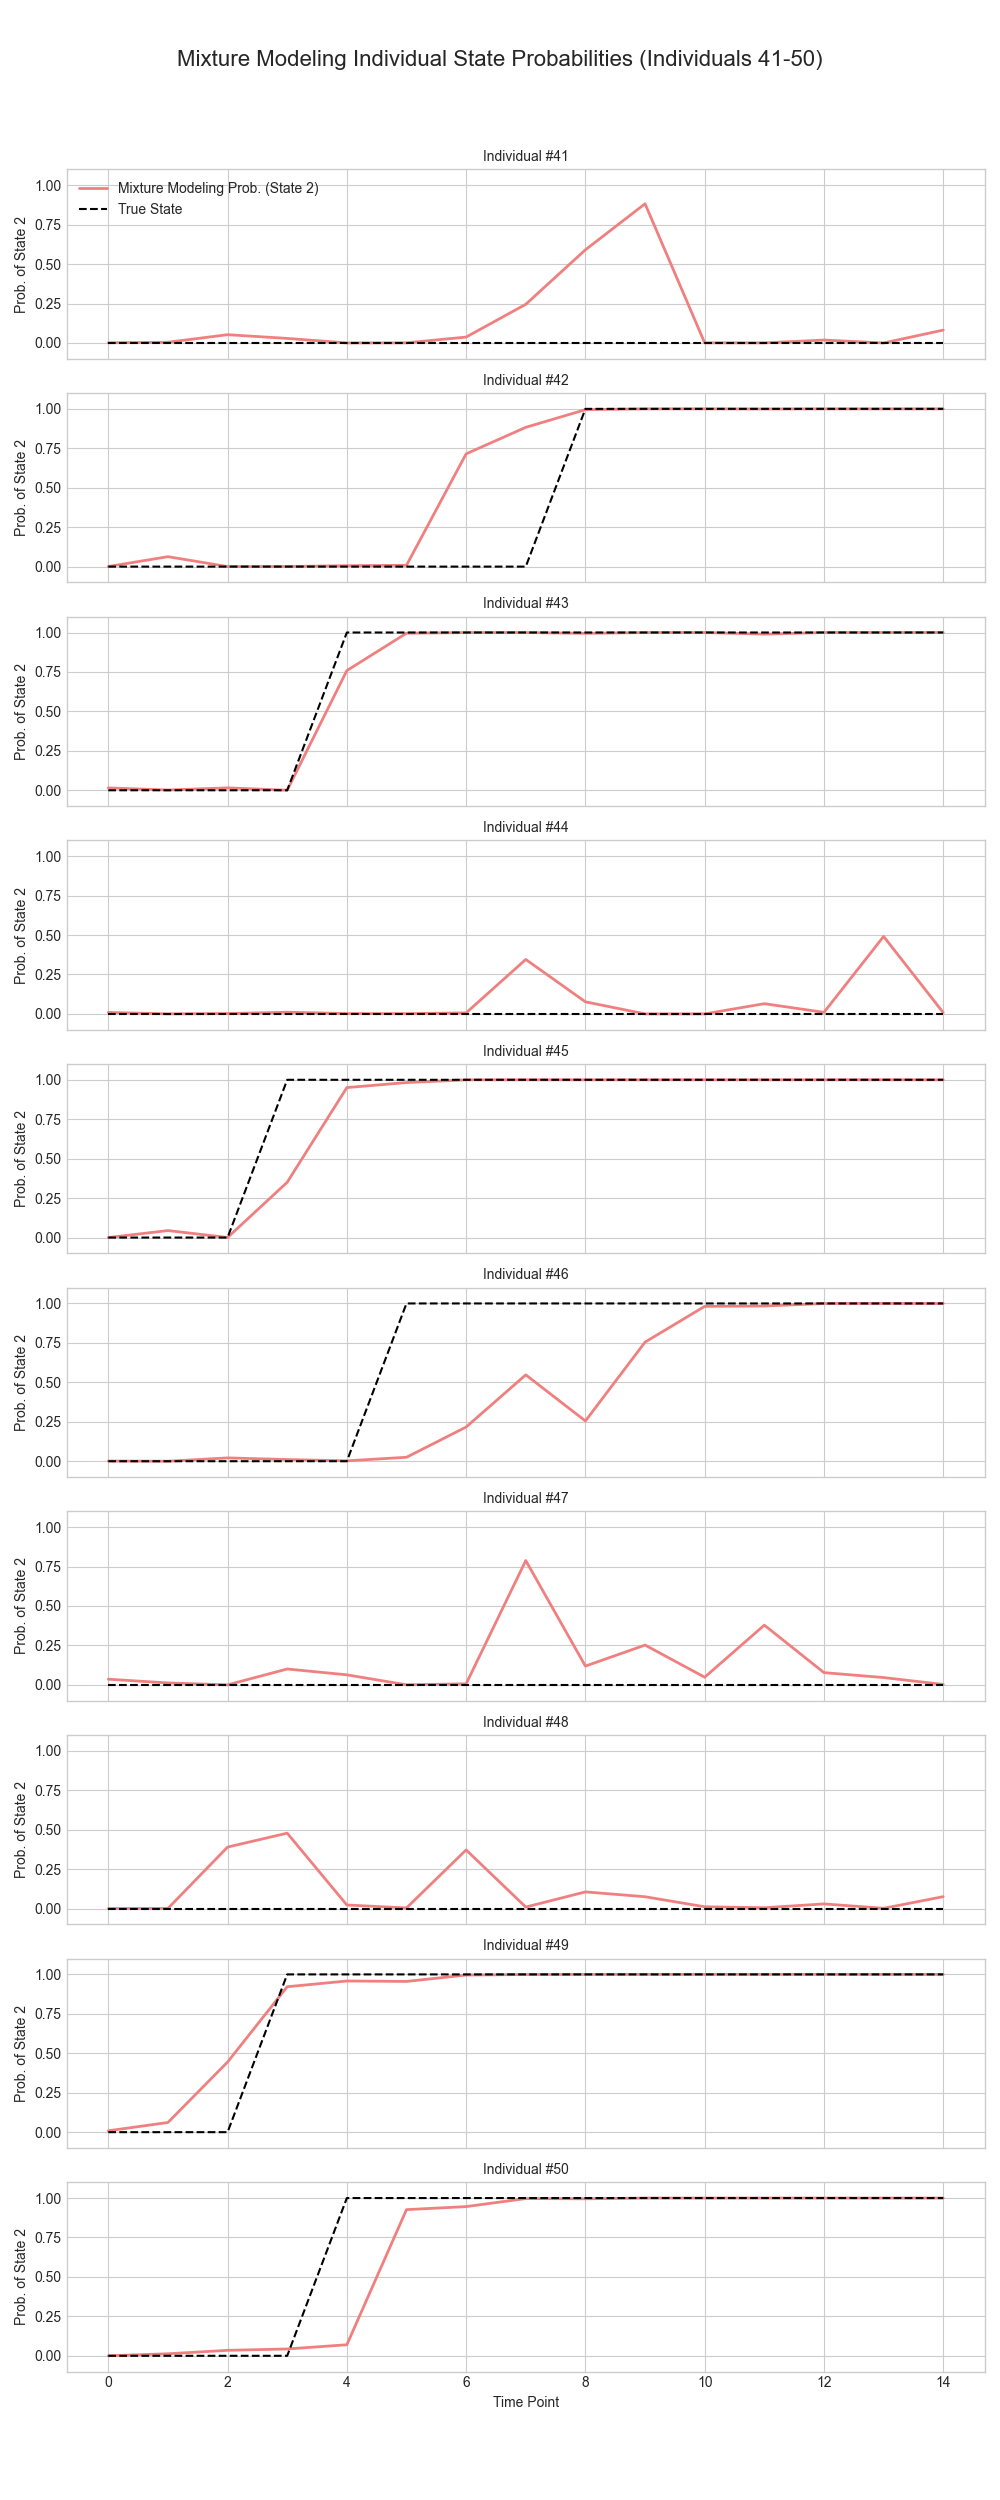 Mixture Modeling Individual State Probabilities (Individuals 41-50)
Individual #41
Mixture Modeling Prob. (State 2)
True State
Prob. of State 2
1.00
0.75
0.50
0.25
0.00
Individual #42
Prob. of State 2
1.00
0.75
0.50
0.25
0.00
Individual #43
Prob. of State 2
1.00
0.75
0.50
0.25
0.00
Individual #44
Prob. of State 2
1.00
0.75
0.50
0.25
0.00
Individual #45
Prob. of State 2
1.00
0.75
0.50
0.25
0.00
Individual #46
Prob. of State 2
1.00
0.75
0.50
0.25
0.00
Individual #47
Prob. of State 2
1.00
0.75
0.50
0.25
0.00
Individual #48
Prob. of State 2
1.00
0.75
0.50
0.25
0.00
Individual #49
Prob. of State 2
1.00
0.75
0.50
0.25
0.00
Individual #50
Prob. of State 2
1.00
0.75
0.50
0.25
0.00
0 2 4 6 8 10 12 14
Time Point